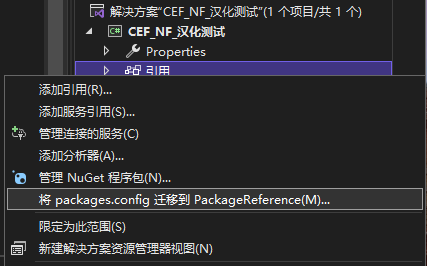 解决方案"CEF_NF_汉化测试"(1 个项目/共 1 个)
CEF_NF_汉化测试
Properties
引用
添加引用(R)...
添加服务引用(S)...
管理连接的服务(C)
添加分析器(A)...
管理 NuGet 程序包(N)...
将 packages.config 迁移到 PackageReference(M)...
限定为此范围(S)
新建解决方案资源管理器视图(N)